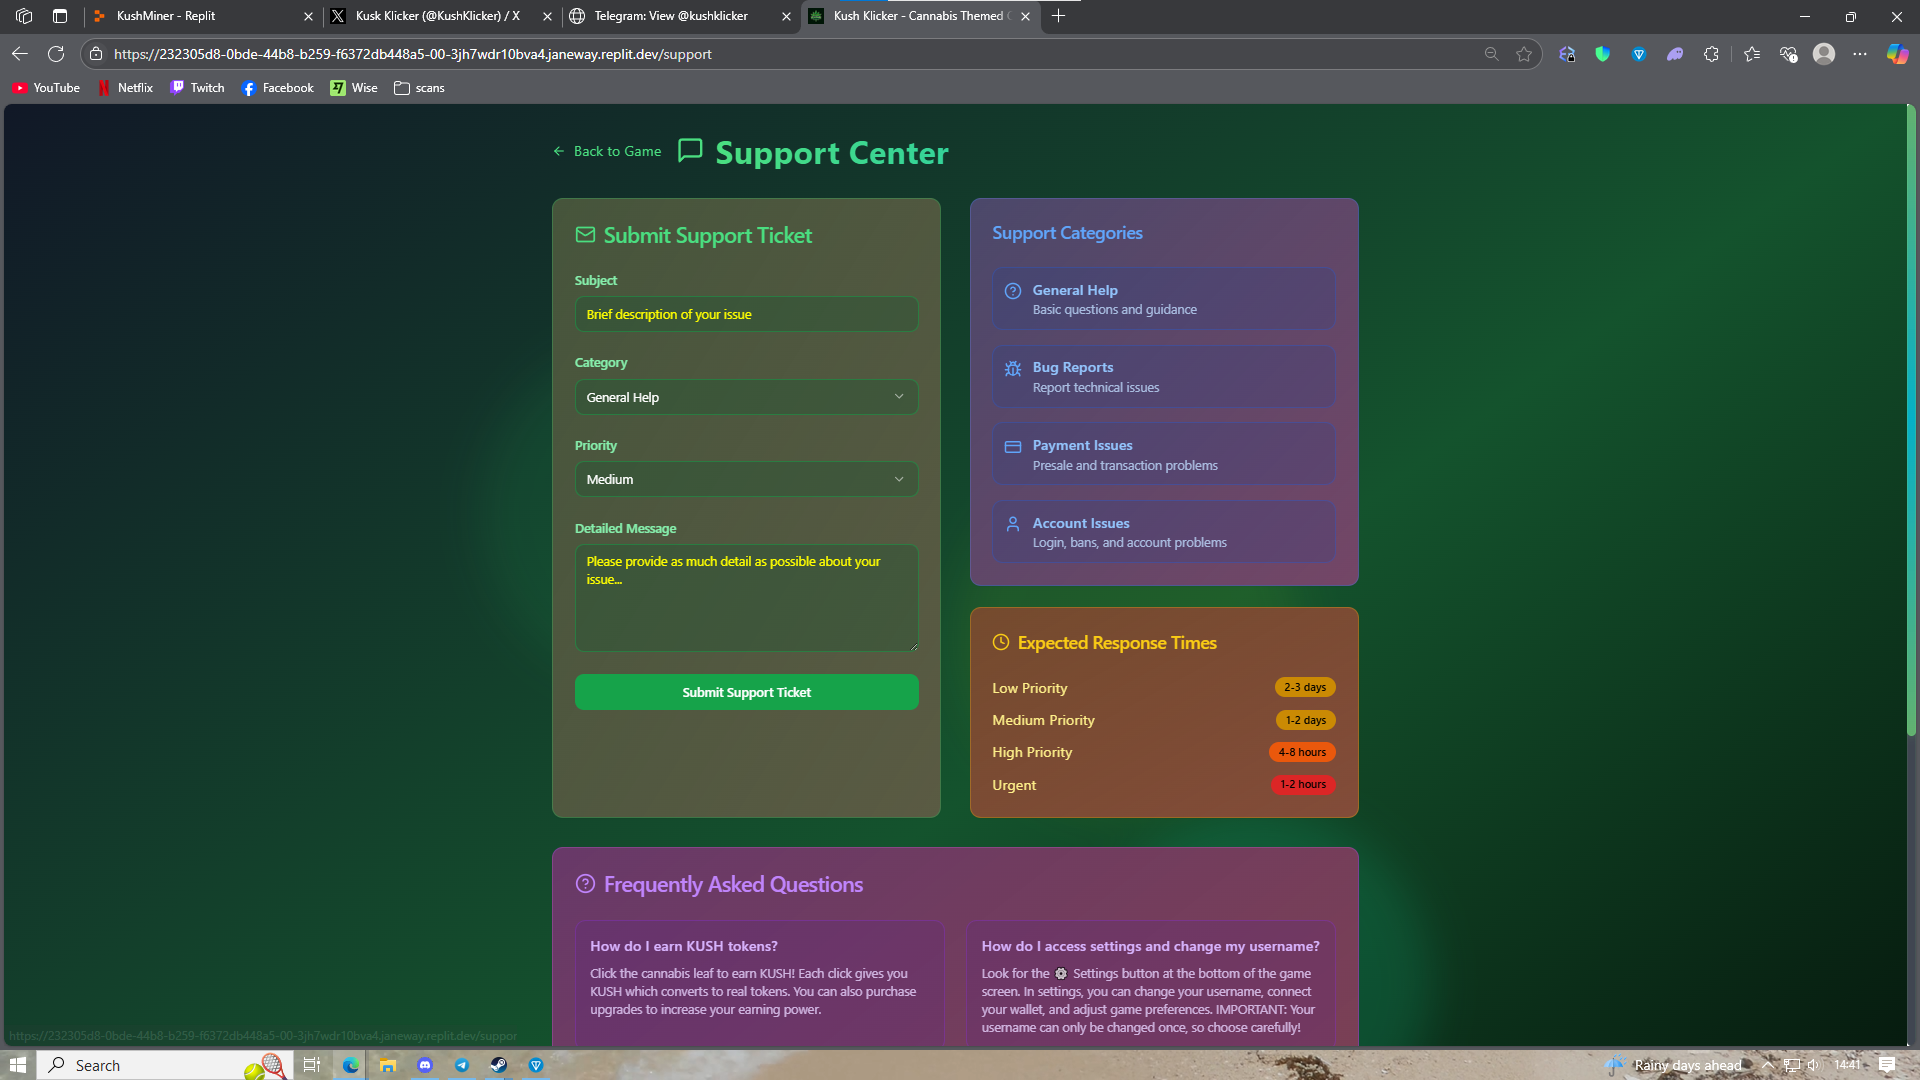 KushMiner - Replit
Kusk Klicker (@KushKlicker) / X
Telegram: View @kushklicker
Kush Klicker - Cannabis Themed
https://232305d8-0bde-44b8-b259-f6372db448a5-00-3jh7wdr10bva4.janeway.replit.dev/support
YouTube
Netflix
Twitch
Facebook
Wise
scans
Back to Game
Support Center
Submit Support Ticket
Subject
Brief description of your issue
Category
General Help
Priority
Medium
Detailed Message
Please provide as much detail as possible about your
issue...
Submit Support Ticket
Support Categories
General Help
Basic questions and guidance
Bug Reports
Report technical issues
Payment Issues
Presale and transaction problems
Account Issues
Login, bans, and account problems
Expected Response Times
Low Priority 2-3 days
Medium Priority 1-2 days
High Priority 4-8 hours
Urgent 1-2 hours
Frequently Asked Questions
How do I earn KUSH tokens?
Click the cannabis leaf to earn KUSH! Each click gives you
KUSH which converts to real tokens. You can also purchase
upgrades to increase your earning power.
How do I access settings and change my username?
Look for the ⚙️ Settings button at the bottom of the game
screen. In settings, you can change your username, connect
your wallet, and adjust game preferences. IMPORTANT: Your
username can only be changed once, so choose carefully!
https://232305d8-0bde-44b8-b259-f6372db448a5-00-3jh7wdr10bva4.janeway.replit.dev/suppor
Search
Rainy days ahead
14:41